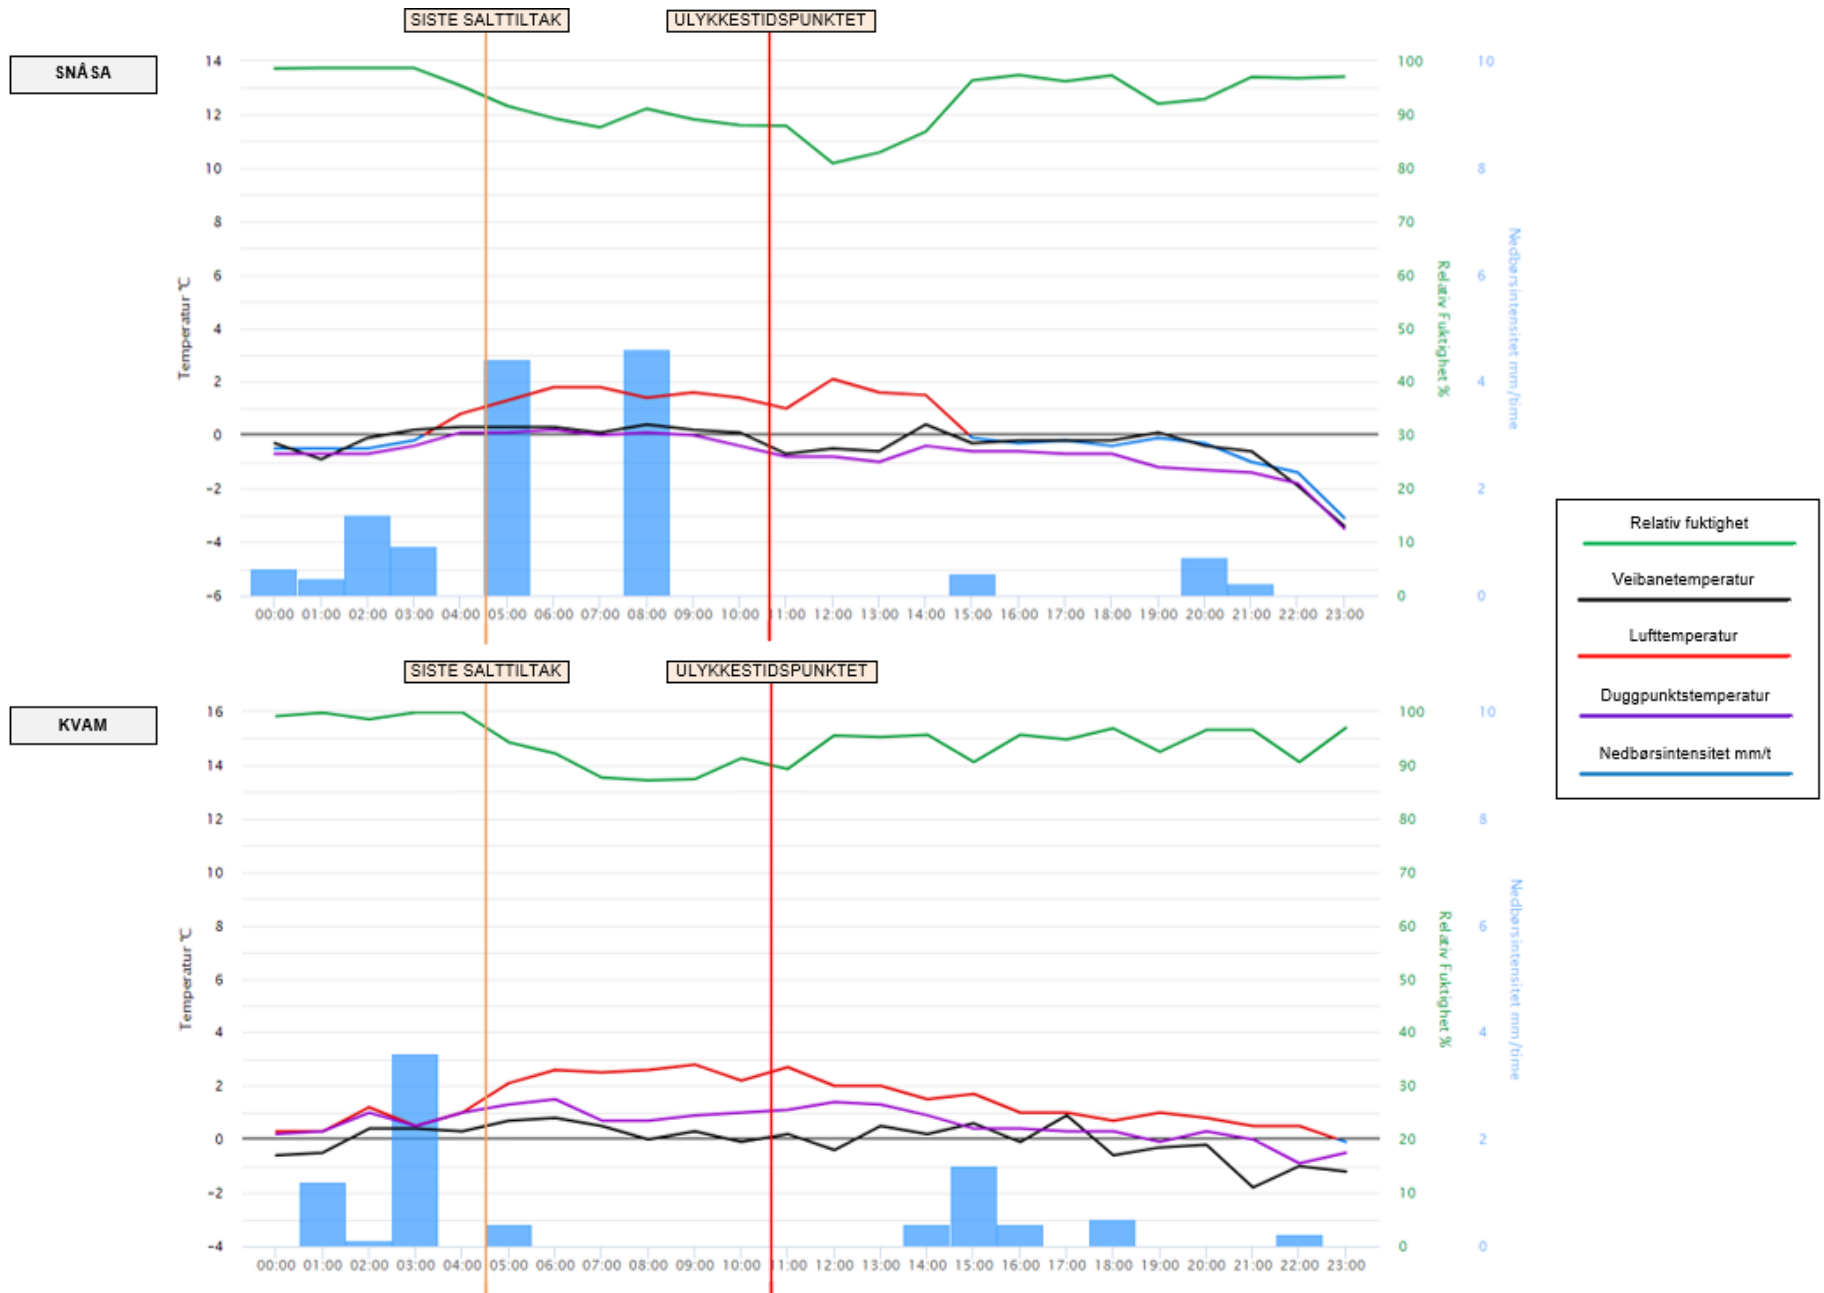 SISTE SALTTILTAK
ULYKKESTIDSPUNKTET
SNÅSA
14
12
10
8
6
4
2
0
-2
-4
-6
Temperatur °C
100
90
80
70
60
50
40
30
20
10
0
Relativ Fuktighet %
10
8
6
4
2
0
Nedbørsintensitet mm/time
00:00 01:00 02:00 03:00 04:00 05:00 06:00 07:00 08:00 09:00 10:00 11:00 12:00 13:00 14:00 15:00 16:00 17:00 18:00 19:00 20:00 21:00 22:00 23:00
SISTE SALTTILTAK
ULYKKESTIDSPUNKTET
KVAM
16
14
12
10
8
6
4
2
0
-2
-4
Temperatur °C
100
90
80
70
60
50
40
30
20
10
0
Relativ Fuktighet %
10
8
6
4
2
0
Nedbørsintensitet mm/time
00:00 01:00 02:00 03:00 04:00 05:00 06:00 07:00 08:00 09:00 10:00 11:00 12:00 13:00 14:00 15:00 16:00 17:00 18:00 19:00 20:00 21:00 22:00 23:00
Relativ fuktighet
Veibanetemperatur
Lufttemperatur
Duggpunktstemperatur
Nedbørsintensitet mm/t